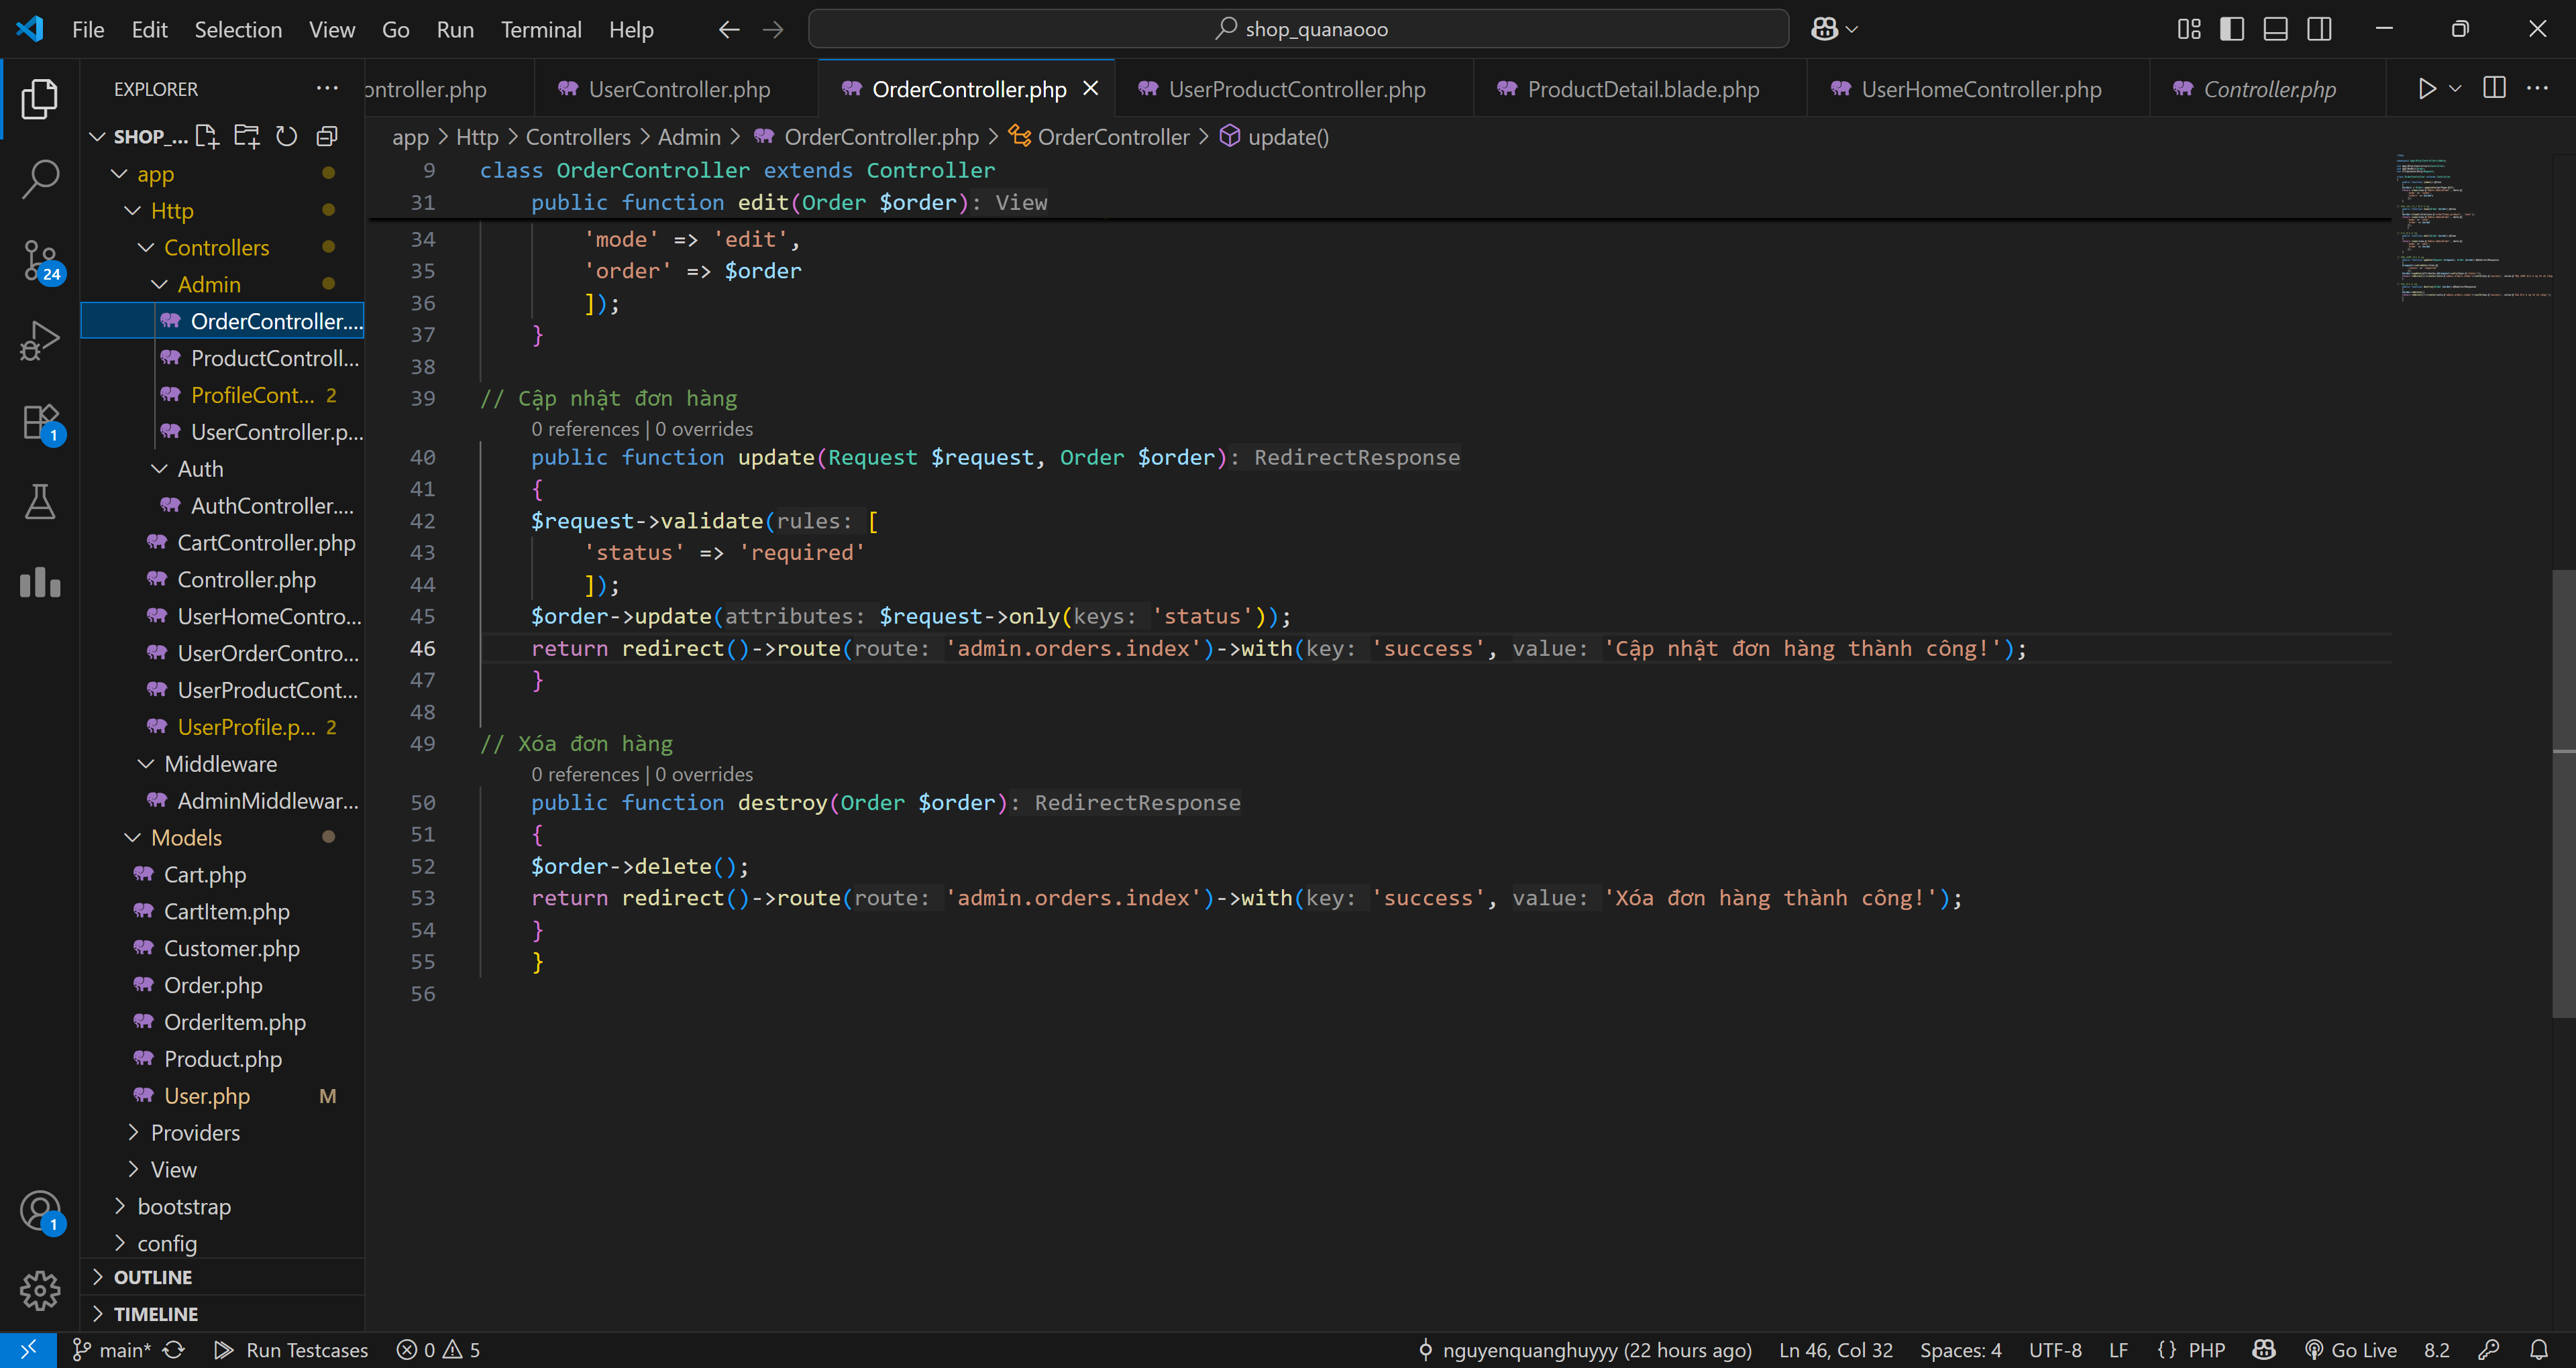 File Edit Selection View Go Run Terminal Help
shop_quanaooo
EXPLORER
ontroller.php
UserController.php
OrderController.php
UserProductController.php
ProductDetail.blade.php
UserHomeController.php
Controller.php
SHOP_...
app > Http > Controllers > Admin > OrderController.php > OrderController > update()
app
Http
Controllers
Admin
OrderController....
ProductControll...
ProfileCont... 2
UserController.p...
Auth
AuthController....
CartController.php
Controller.php
UserHomeContro...
UserOrderContro...
UserProductCont...
UserProfile.p... 2
Middleware
AdminMiddlewar...
Models
Cart.php
CartItem.php
Customer.php
Order.php
OrderItem.php
Product.php
User.php M
Providers
View
bootstrap
config
OUTLINE
TIMELINE
24
1
1
9 class OrderController extends Controller
31 public function edit(Order $order): View
34 'mode' => 'edit',
35 'order' => $order
36 ]);
37 }
38
39 // Cập nhật đơn hàng
0 references | 0 overrides
40 public function update(Request $request, Order $order): RedirectResponse
41 {
42 $request->validate(rules: [
43 'status' => 'required'
44 ]);
45 $order->update(attributes: $request->only(keys: 'status'));
46 return redirect()->route(route: 'admin.orders.index')->with(key: 'success', value: 'Cập nhật đơn hàng thành công!');
47 }
48
49 // Xóa đơn hàng
0 references | 0 overrides
50 public function destroy(Order $order): RedirectResponse
51 {
52 $order->delete();
53 return redirect()->route(route: 'admin.orders.index')->with(key: 'success', value: 'Xóa đơn hàng thành công!');
54 }
55 }
56
main* Run Testcases 0 5 nguyenquanghuyyy (22 hours ago) Ln 46, Col 32 Spaces: 4 UTF-8 LF {} PHP Go Live 8.2